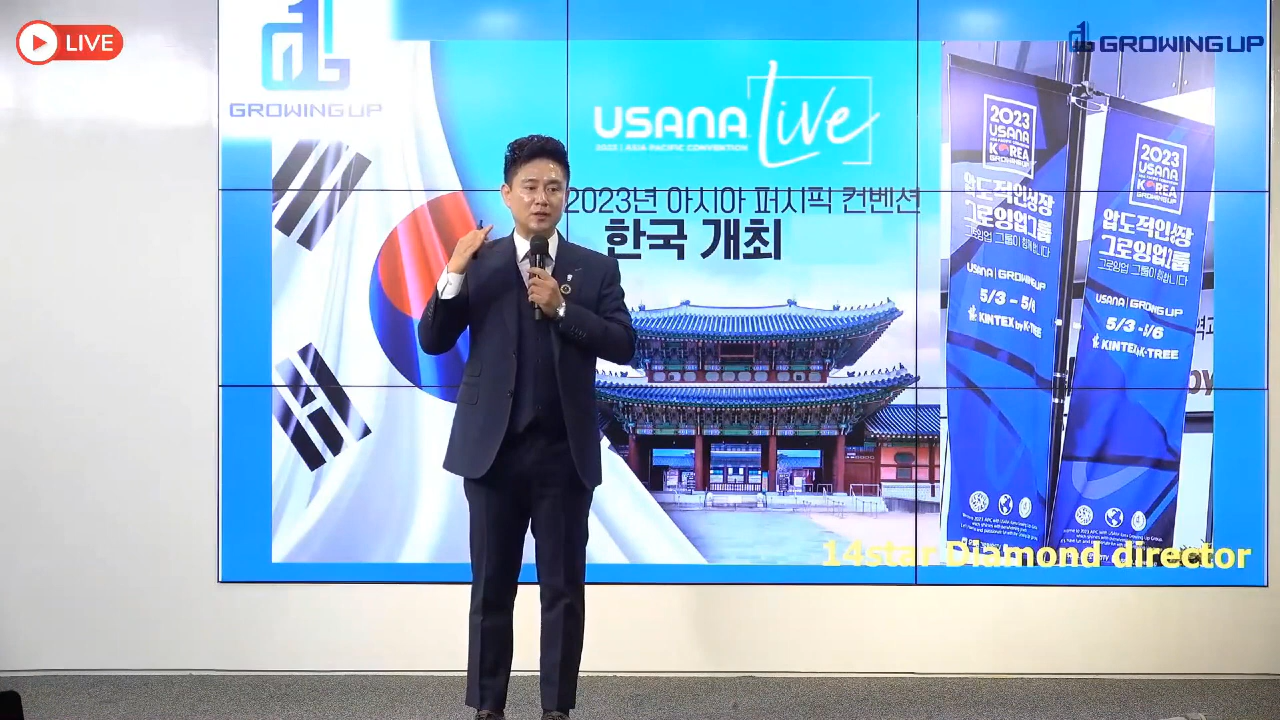 LIVE
GROWING UP
GROWING UP
USANA Live
2023 | ASIA PACIFIC CONVENTION
2023년 아시아 퍼시픽 컨벤션
한국 개최
2023
USANA
KOREA
GROWING UP
압도적인성장
그로잉업그룹
그로잉업 그룹이 함께합니다
USANA | GROWING UP
5/3 - 5/6
KINTEX by K-TREE
2023
USANA
KOREA
GROWING UP
압도적인
그로잉업그룹
그로잉업 그룹이 함께합니다
USANA | GROWING UP
5/3
KINTEX K-TREE
14star Diamond director